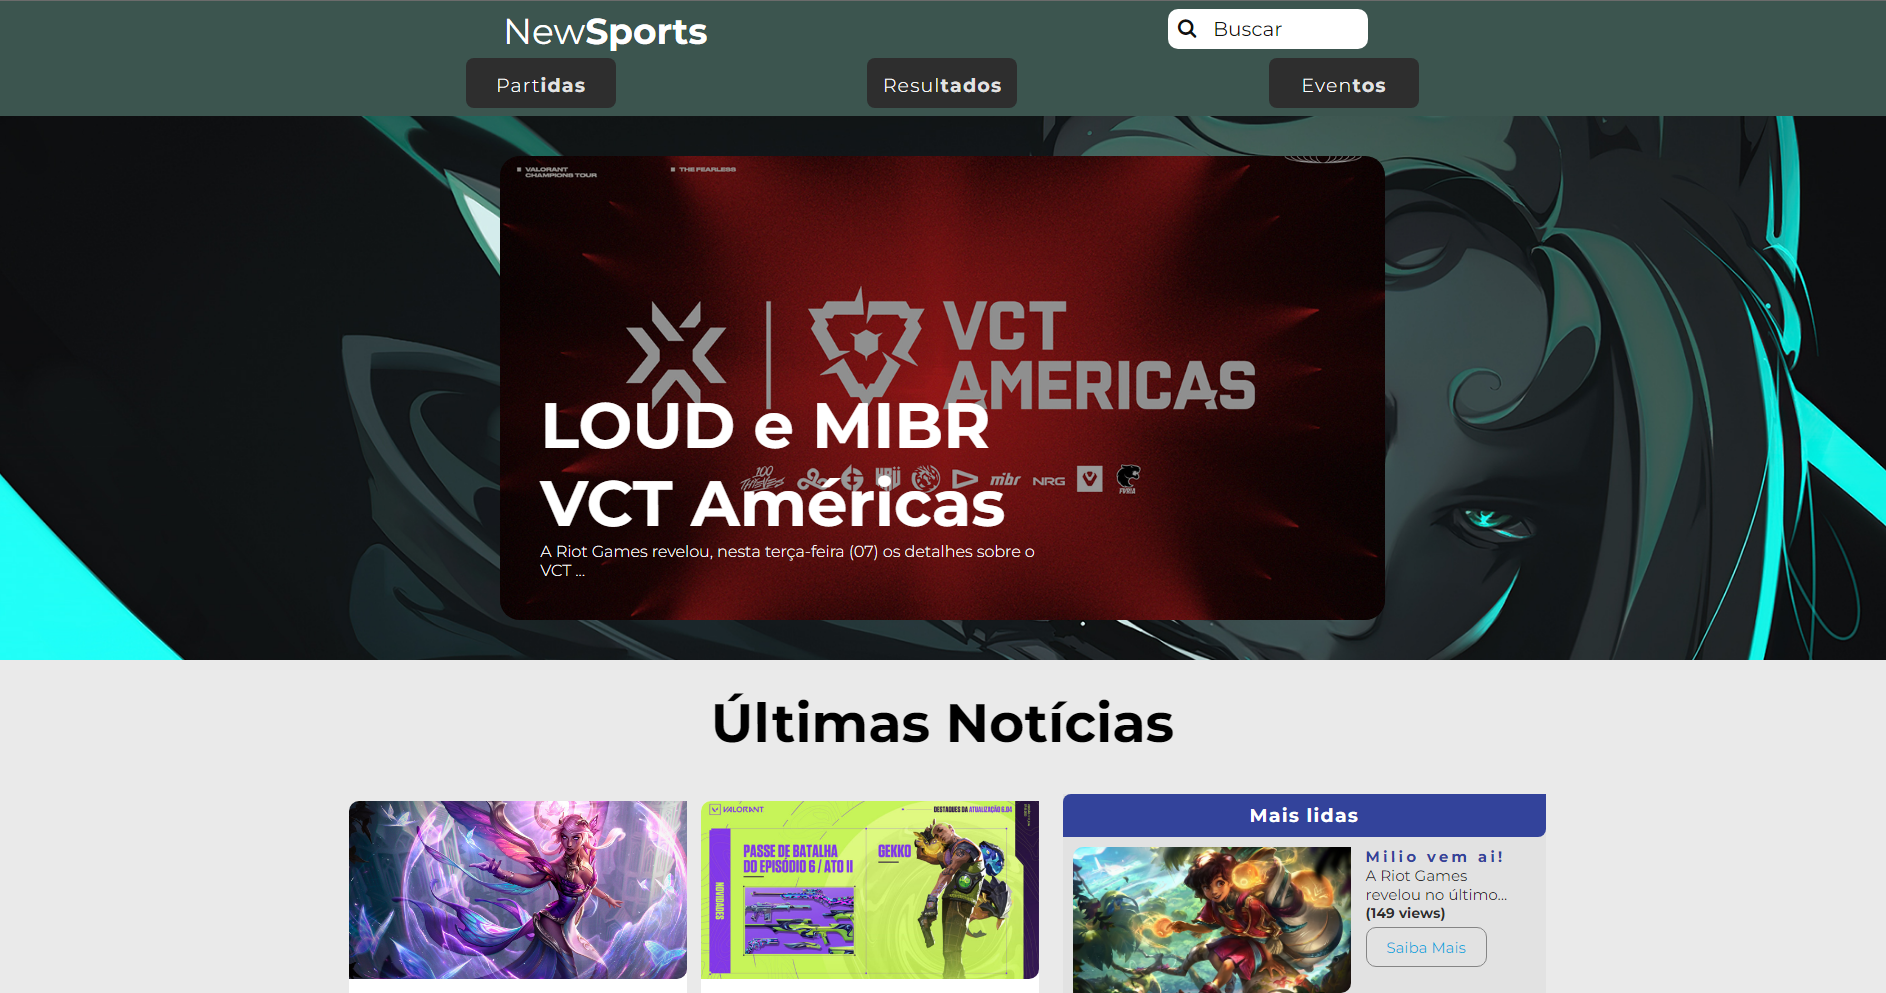 NewSports
Buscar
Partidas
Resultados
Eventos
VALORANT
CHAMPIONS TOUR
THE FEARLESS
VCT
AMERICAS
LOUD e MIBR
100
THIEVES
mibr
NRG
FURIA
VCT Américas
A Riot Games revelou, nesta terça-feira (07) os detalhes sobre o
VCT ...
Últimas Notícias
VALORANT
DESTAQUES DA ATUALIZAÇÃO 6.04
PASSE DE BATALHA
DO EPISÓDIO 6 / ATO II
GEKKO
NOVIDADES
Mais lidas
Milio vem ai!
A Riot Games
revelou no último...
(149 views)
Saiba Mais